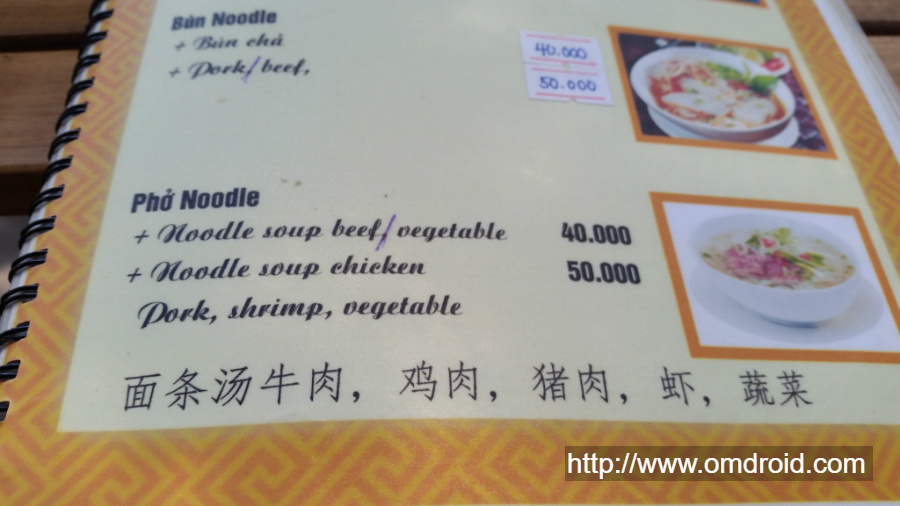 Bún Noodle
+ Bún chả
40.000
+ Pork/beef,
50.000
Phở Noodle
+ Noodle soup beef/vegetable 40.000
+ Noodle soup chicken 50.000
Pork, shrimp, vegetable
面条汤牛肉，鸡肉，猪肉，虾，蔬菜
http://www.omdroid.com